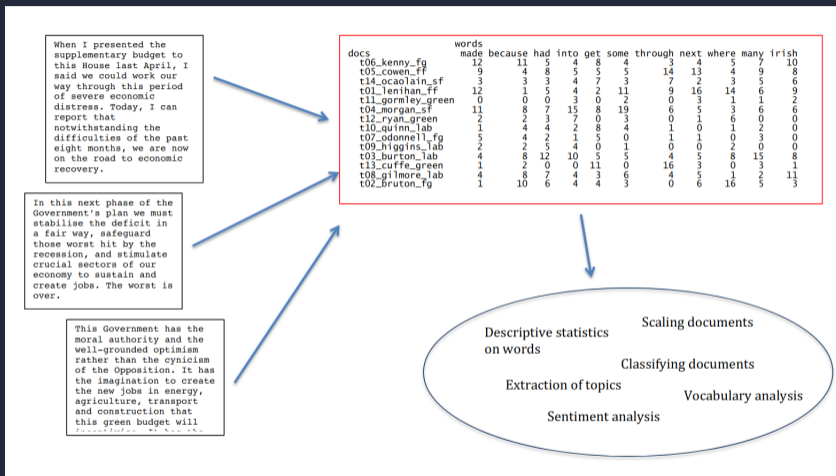 When I presented the
supplementary budget to
this House last April, I
said we could work our
way through this period
of severe economic
distress. Today, I can
report that
notwithstanding the
difficulties of the past
eight months, we are now
on the road to economic
recovery.
In this next phase of the
Government's plan we must
stabilise the deficit in
a fair way, safeguard
those worst hit by the
recession, and stimulate
crucial sectors of our
economy to sustain and
create jobs. The worst is
over.
This Government has the
moral authority and the
well-grounded optimism
rather than the cynicism
of the Opposition. It has
the imagination to create
the new jobs in energy,
agriculture, transport
and construction that
this green budget will
words
docs made because had into get some through next where many irish
t06_kenny_fg 12 11 5 4 8 4 3 4 5 7 10
t05_cowen_ff 9 4 8 5 5 5 14 13 4 9 8
t14_ocaolain_sf 3 3 3 4 7 3 7 2 3 5 6
t01_lenihan_ff 12 1 5 4 2 11 9 16 14 6 9
t11_gormley_green 0 0 0 3 0 2 0 3 1 1 2
t04_morgan_sf 11 8 7 15 8 19 6 5 3 6 6
t12_ryan_green 2 2 3 7 0 3 0 1 6 0 0
t10_quinn_lab 1 4 4 2 8 4 1 0 1 2 0
t07_odonnell_fg 5 4 2 1 5 0 1 1 0 3 0
t09_higgins_lab 2 2 5 4 0 1 0 0 2 0 0
t03_burton_lab 4 8 12 10 5 5 4 5 8 15 8
t13_cuffe_green 1 2 0 0 11 0 16 3 0 3 1
t08_gilmore_lab 4 8 7 4 3 6 4 5 1 2 11
t02_bruton_fg 1 10 6 4 4 3 0 6 16 5 3
Scaling documents
Descriptive statistics
on words
Classifying documents
Extraction of topics
Vocabulary analysis
Sentiment analysis